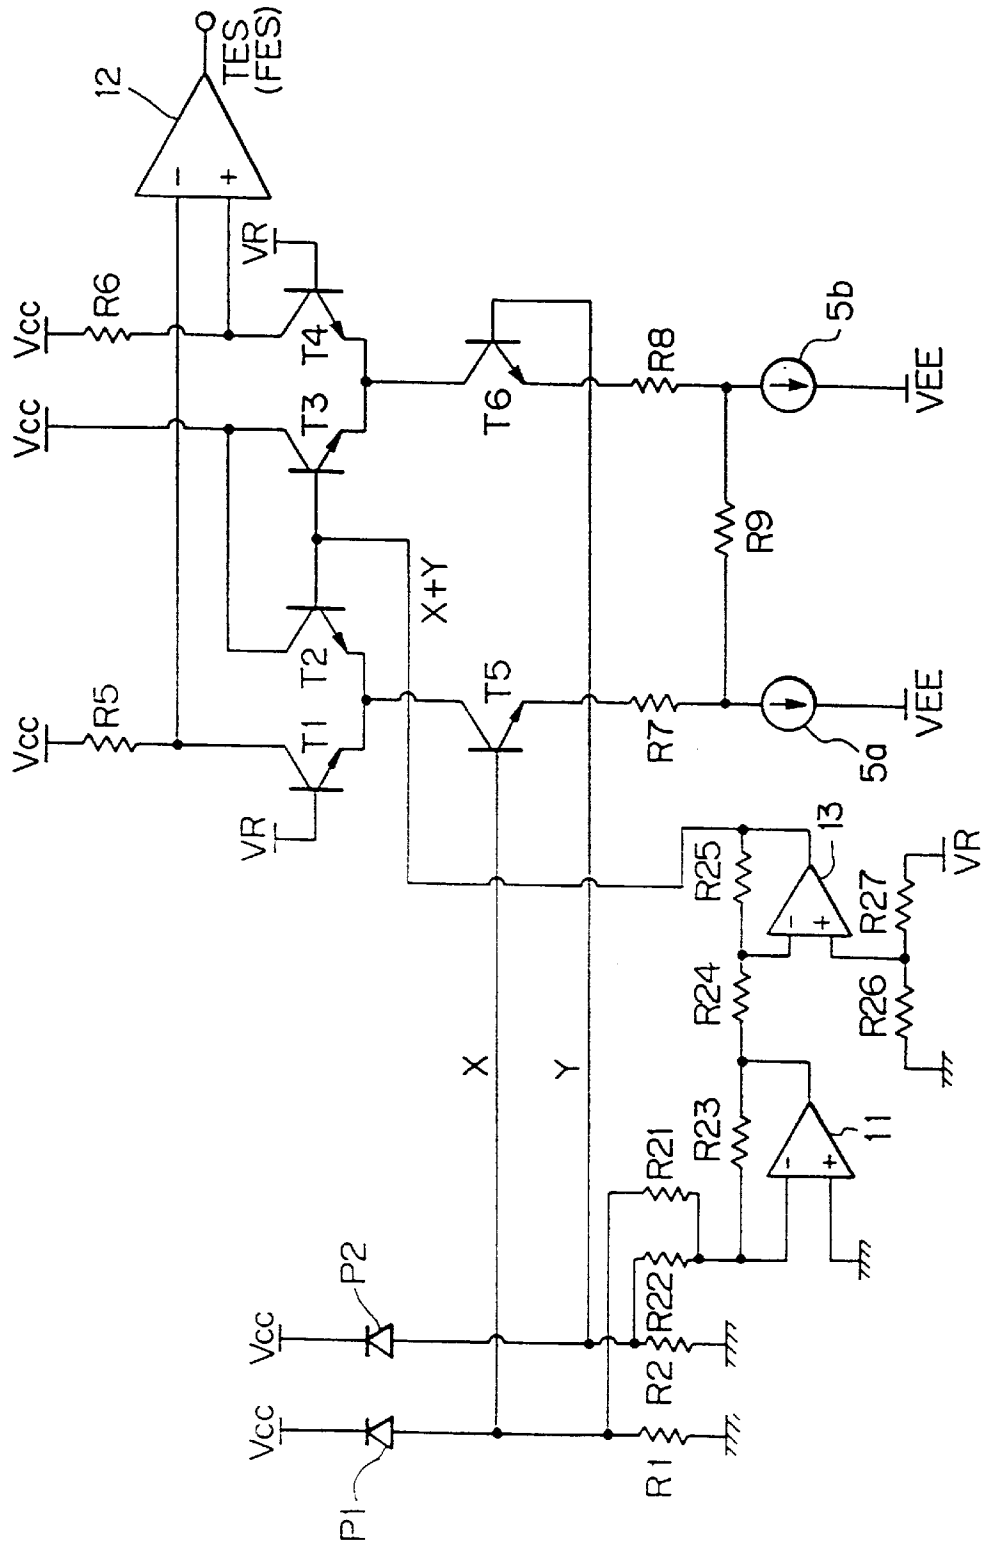 TES
(FES)
12
−
+
Vcc
R6
VR
T4
Vcc
T3
T6
R8
5b
VEE
R9
X+Y
T2
T1
Vcc
R5
VR
T5
R7
5a
VEE
R25
13
−
+
R24
R27
VR
R26
X
Y
R23
−
+
11
R21
R22
P2
Vcc
R2
Vcc
P1
R1